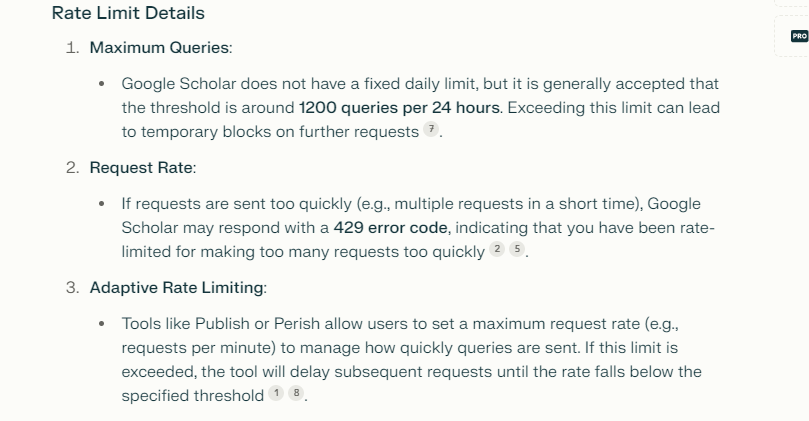 Rate Limit Details
1. Maximum Queries:
• Google Scholar does not have a fixed daily limit, but it is generally accepted that
the threshold is around 1200 queries per 24 hours. Exceeding this limit can lead
to temporary blocks on further requests 7.
2. Request Rate:
• If requests are sent too quickly (e.g., multiple requests in a short time), Google
Scholar may respond with a 429 error code, indicating that you have been rate-
limited for making too many requests too quickly 2 5.
3. Adaptive Rate Limiting:
• Tools like Publish or Perish allow users to set a maximum request rate (e.g.,
requests per minute) to manage how quickly queries are sent. If this limit is
exceeded, the tool will delay subsequent requests until the rate falls below the
specified threshold 1 8.
PRO